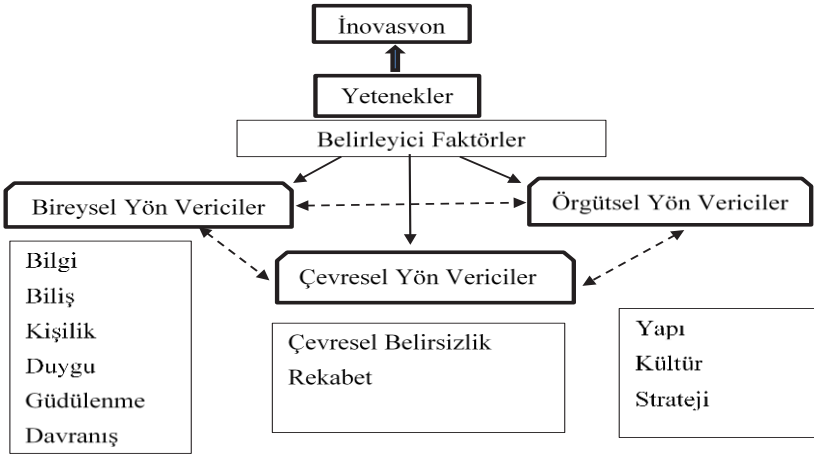 İnovasvon
Yetenekler
Belirleyici Faktörler
Bireysel Yön Vericiler
Örgütsel Yön Vericiler
Çevresel Yön Vericiler
Bilgi
Biliş
Kişilik
Duygu
Güdülenme
Davranış
Çevresel Belirsizlik
Rekabet
Yapı
Kültür
Strateji